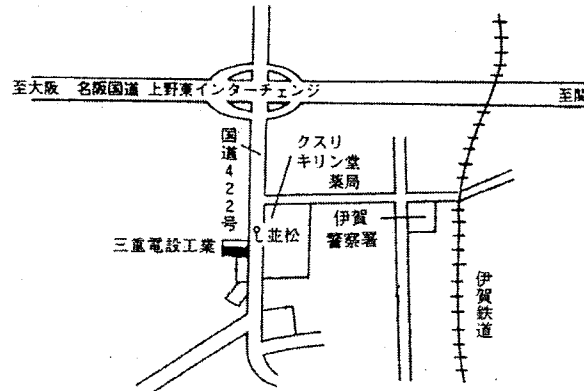 至大阪 名阪国道 上野東インターチェンジ
至関
国道422号
クスリ
キリン堂
薬局
並松
伊賀
警察署
三重電設工業
伊賀鉄道